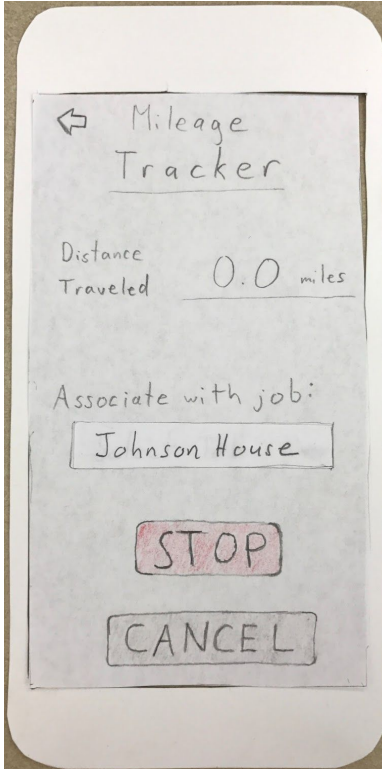 Mileage
Tracker
Distance
Traveled 0.0 miles
Associate with job:
Johnson House
STOP
CANCEL